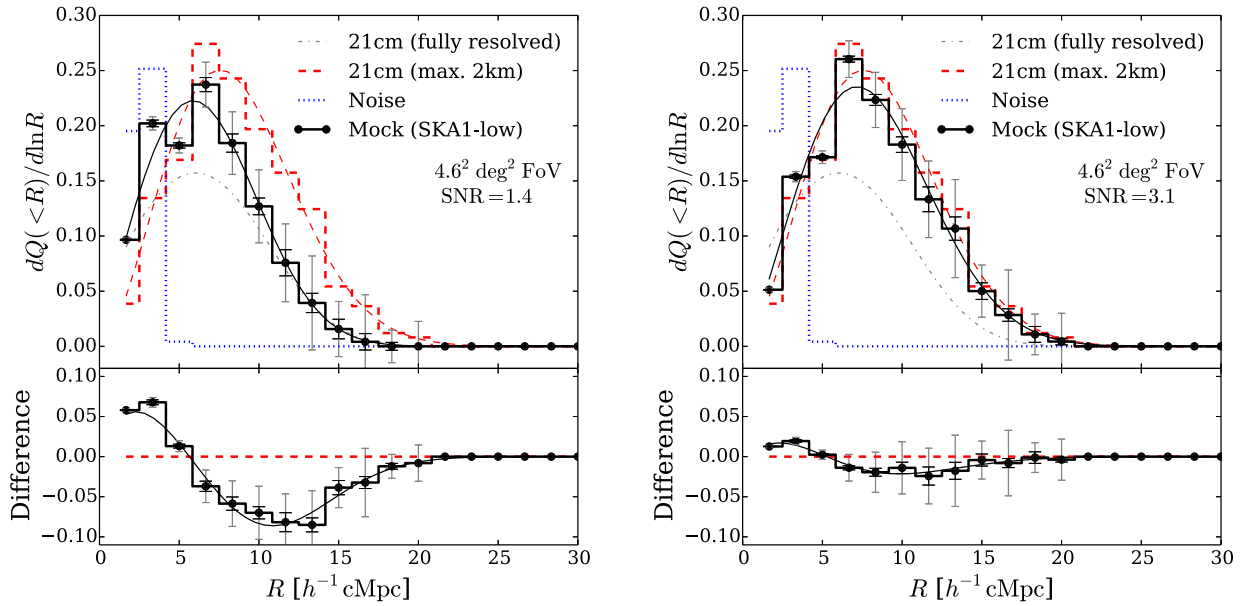 0.30
0.25
0.20
0.15
0.10
0.05
0.00
dQ(<R)/dlnR
21cm (fully resolved)
21cm (max. 2km)
Noise
Mock (SKA1-low)
4.6² deg² FoV
SNR=1.4
0.10
0.05
0.00
−0.05
−0.10
Difference
0 5 10 15 20 25 30
R [h⁻¹ cMpc]
0.30
0.25
0.20
0.15
0.10
0.05
0.00
dQ(<R)/dlnR
21cm (fully resolved)
21cm (max. 2km)
Noise
Mock (SKA1-low)
4.6² deg² FoV
SNR=3.1
0.10
0.05
0.00
−0.05
−0.10
Difference
0 5 10 15 20 25 30
R [h⁻¹ cMpc]